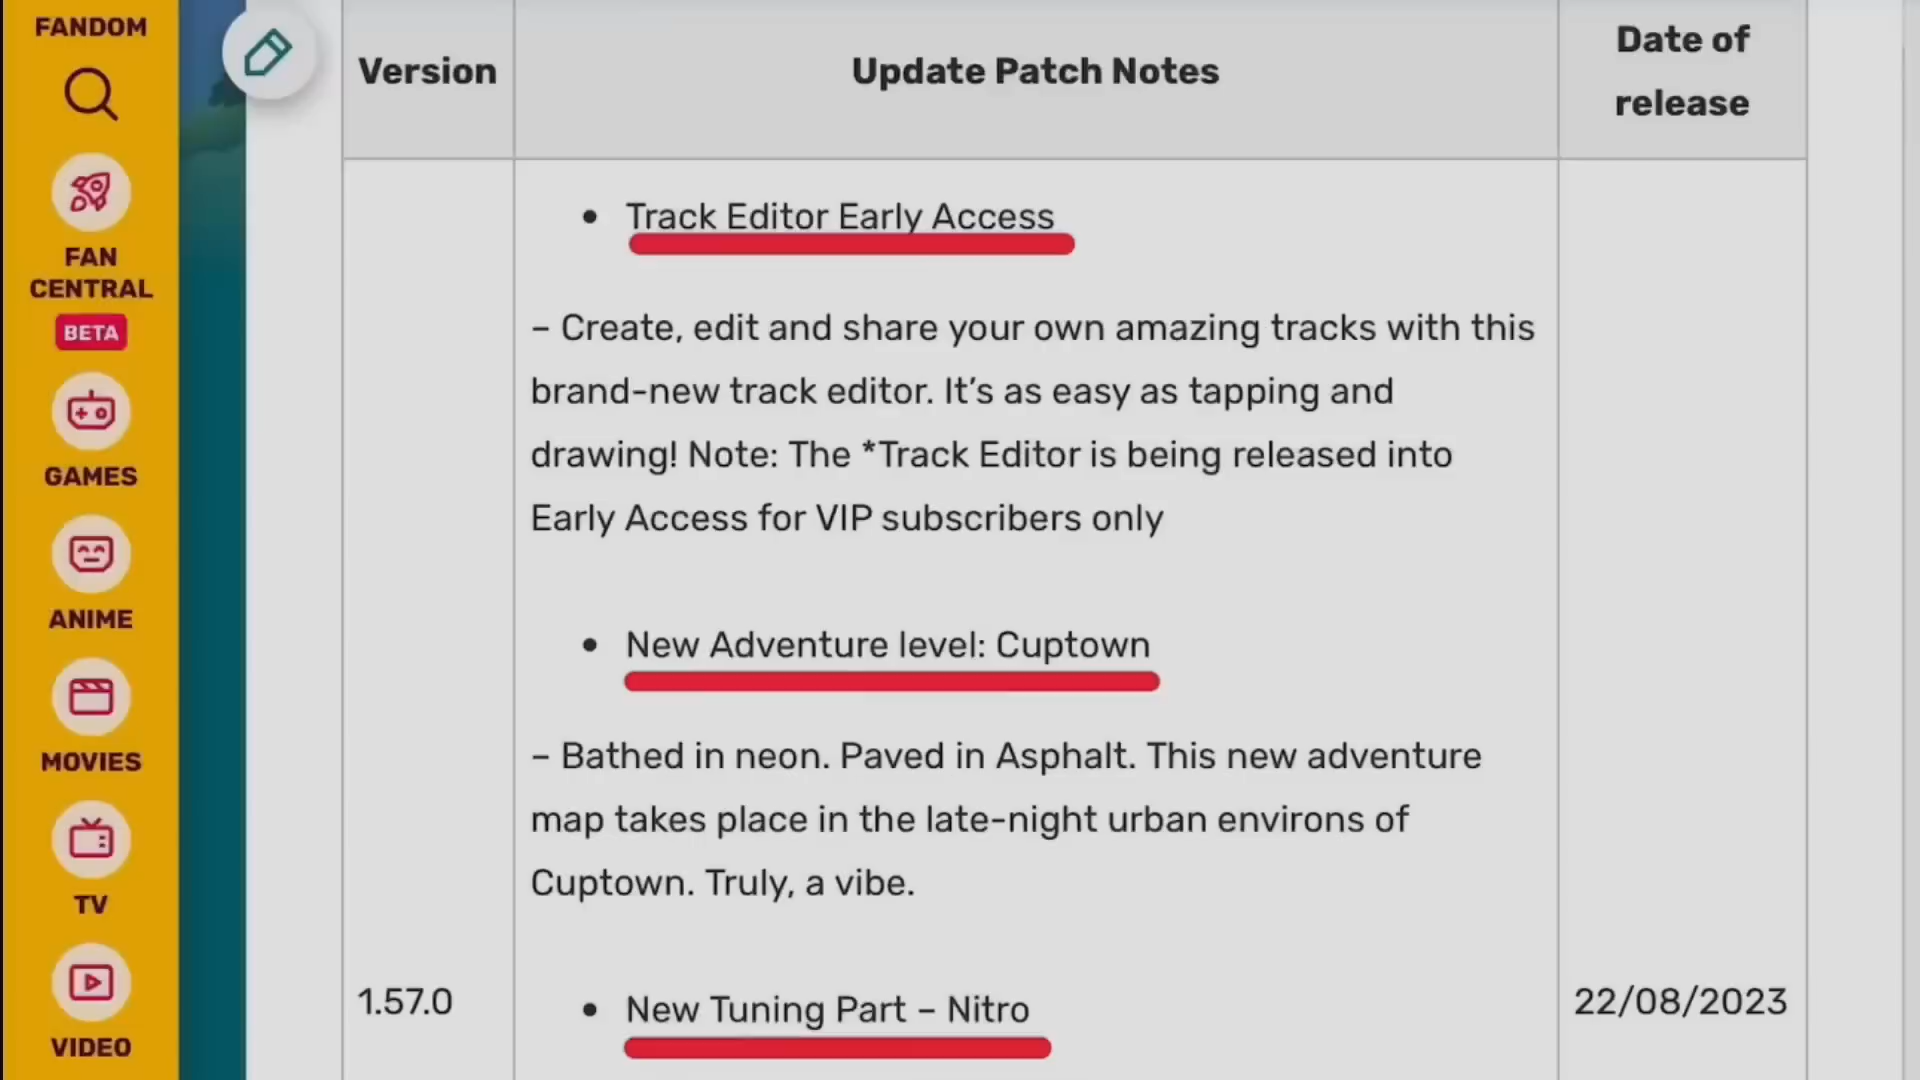 FANDOM
FAN
CENTRAL
BETA
GAMES
ANIME
MOVIES
TV
VIDEO
Version
Update Patch Notes
Date of
release
• Track Editor Early Access
– Create, edit and share your own amazing tracks with this
brand-new track editor. It’s as easy as tapping and
drawing! Note: The *Track Editor is being released into
Early Access for VIP subscribers only
• New Adventure level: Cuptown
– Bathed in neon. Paved in Asphalt. This new adventure
map takes place in the late-night urban environs of
Cuptown. Truly, a vibe.
1.57.0
• New Tuning Part – Nitro
22/08/2023